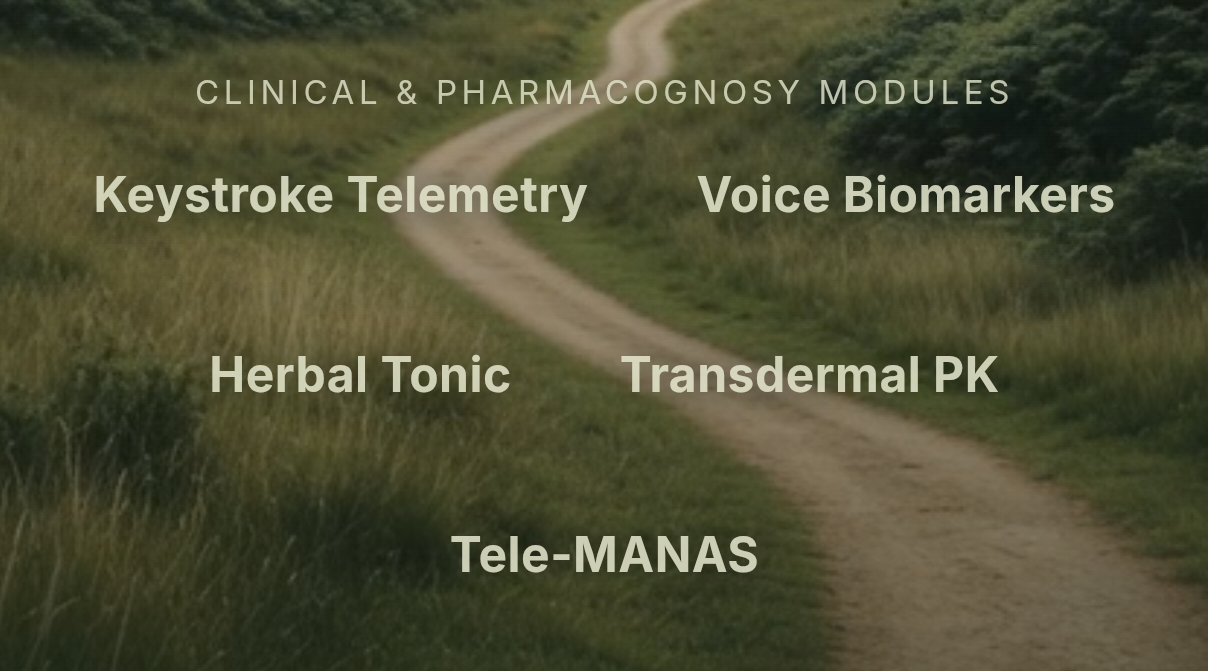 CLINICAL & PHARMACOGNOSY MODULES
Keystroke Telemetry Voice Biomarkers
Herbal Tonic Transdermal PK
Tele-MANAS